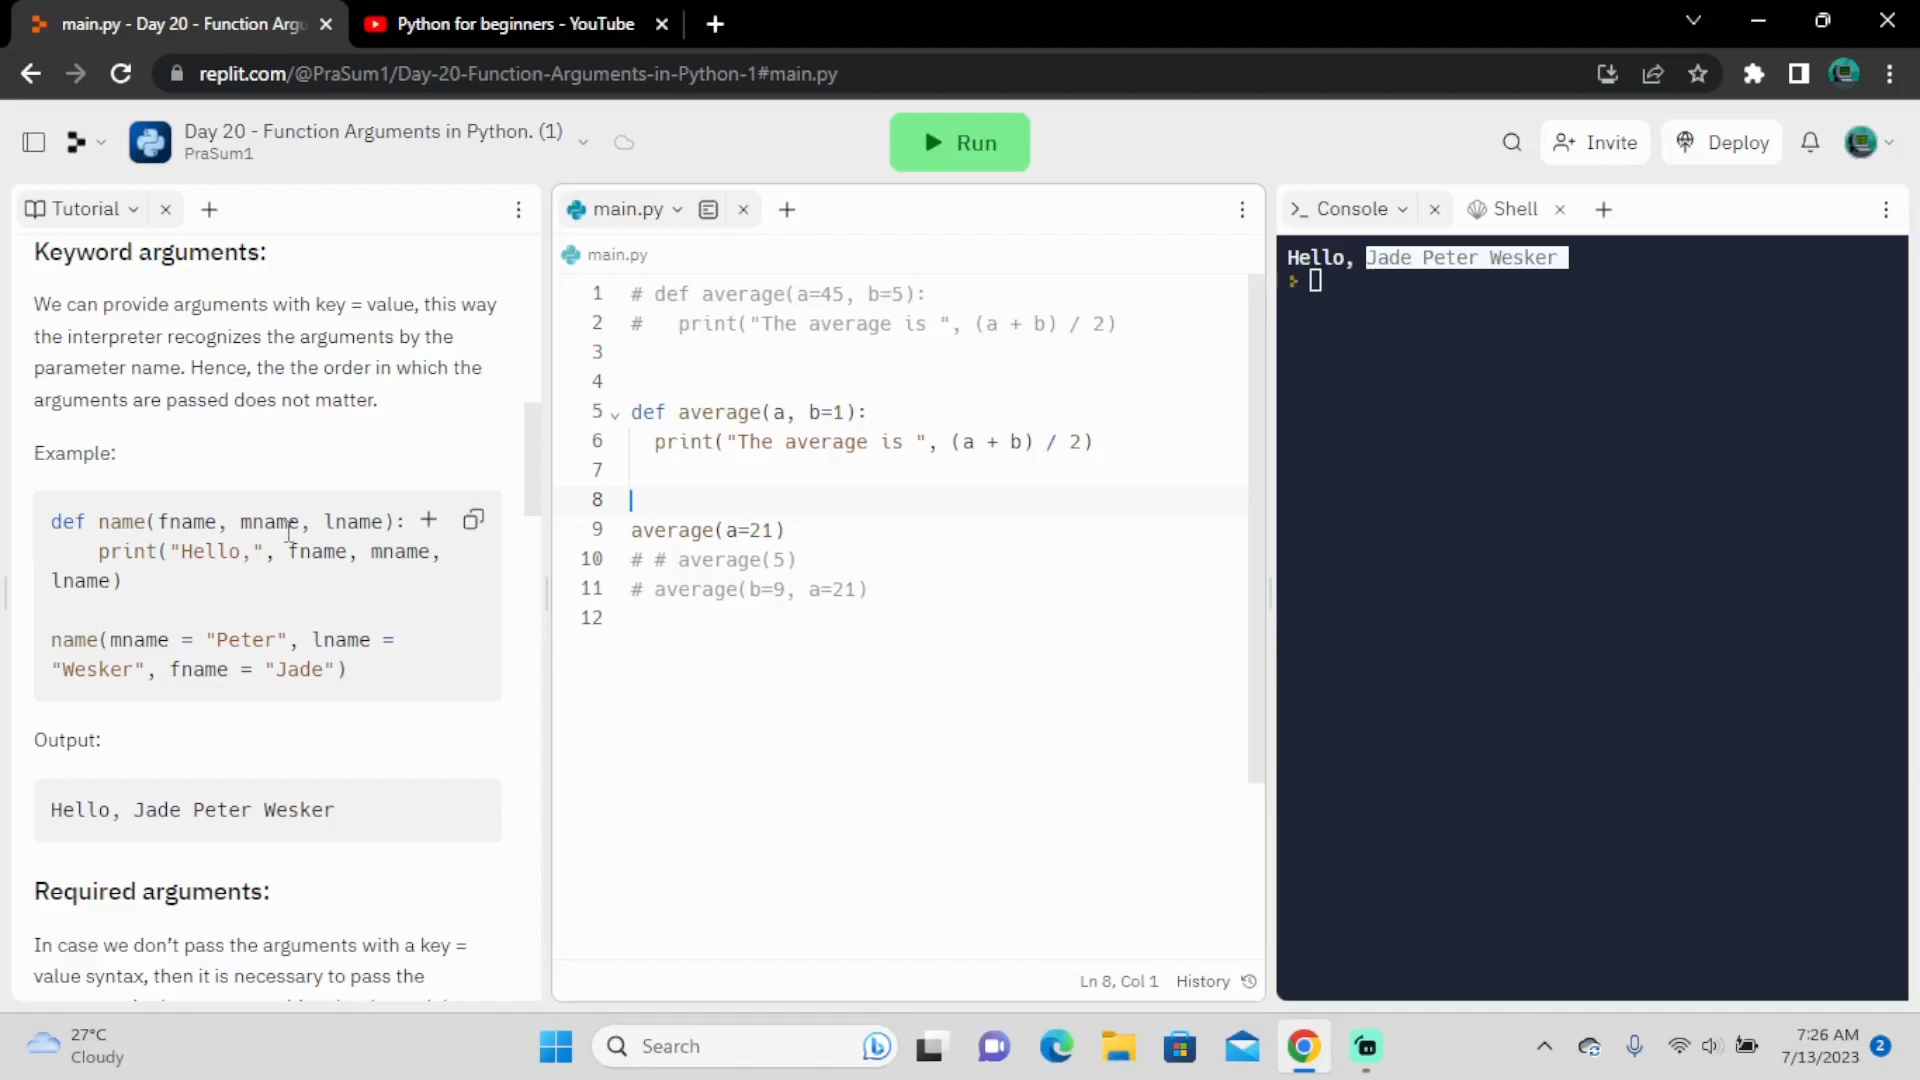 main.py - Day 20 - Function Argu
Python for beginners - YouTube
replit.com/@PraSum1/Day-20-Function-Arguments-in-Python-1#main.py
Day 20 - Function Arguments in Python. (1)
PraSum1
Run
Invite
Deploy
Tutorial
Keyword arguments:
We can provide arguments with key = value, this way
the interpreter recognizes the arguments by the
parameter name. Hence, the the order in which the
arguments are passed does not matter.
Example:
def name(fname, mname, lname):
print("Hello,", fname, mname,
lname)
name(mname = "Peter", lname =
"Wesker", fname = "Jade")
Output:
Hello, Jade Peter Wesker
Required arguments:
In case we don't pass the arguments with a key =
value syntax, then it is necessary to pass the
main.py
main.py
1 # def average(a=45, b=5):
2 #   print("The average is ", (a + b) / 2)
3
4
5 def average(a, b=1):
6   print("The average is ", (a + b) / 2)
7
8
9 average(a=21)
10 # # average(5)
11 # average(b=9, a=21)
12
Ln 8, Col 1 History
Console
Shell
Hello, Jade Peter Wesker
27°C
Cloudy
Search
7:26 AM
7/13/2023
2